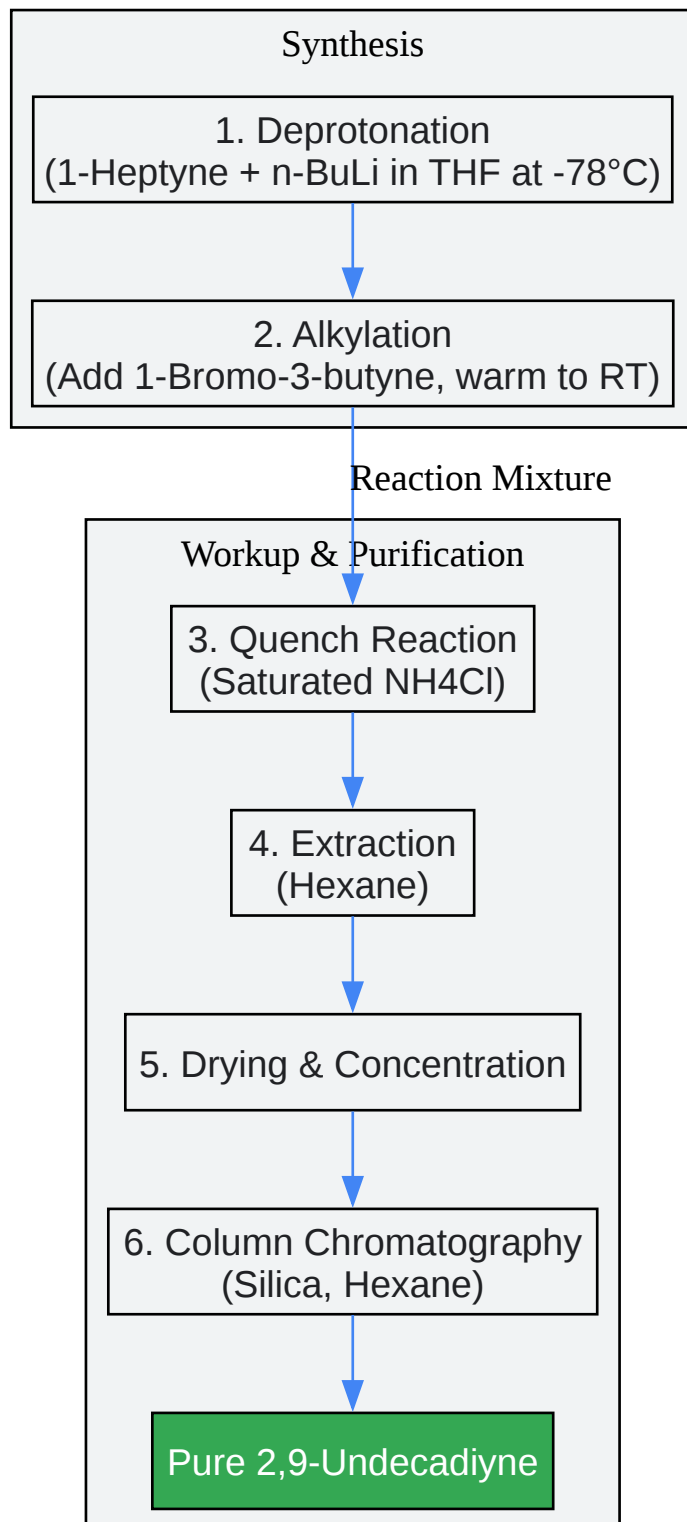 Synthesis
1. Deprotonation
(1-Heptyne + n-BuLi in THF at -78°C)
2. Alkylation
(Add 1-Bromo-3-butyne, warm to RT)
Reaction Mixture
Workup & Purification
3. Quench Reaction
(Saturated NH4Cl)
4. Extraction
(Hexane)
5. Drying & Concentration
6. Column Chromatography
(Silica, Hexane)
Pure 2,9-Undecadiyne